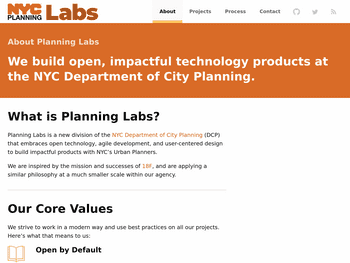 NYC
PLANNING
Labs
About Projects Process Contact
About Planning Labs
We build open, impactful technology products at
the NYC Department of City Planning.
What is Planning Labs?
Planning Labs is a new division of the NYC Department of City Planning (DCP)
that embraces open technology, agile development, and user-centered design
to build impactful products with NYC's Urban Planners.
We are inspired by the mission and successes of 18F, and are applying a
similar philosophy at a much smaller scale within our agency.
Our Core Values
We strive to work in a modern way and use best practices on all our projects.
Here's what that means to us:
Open by Default